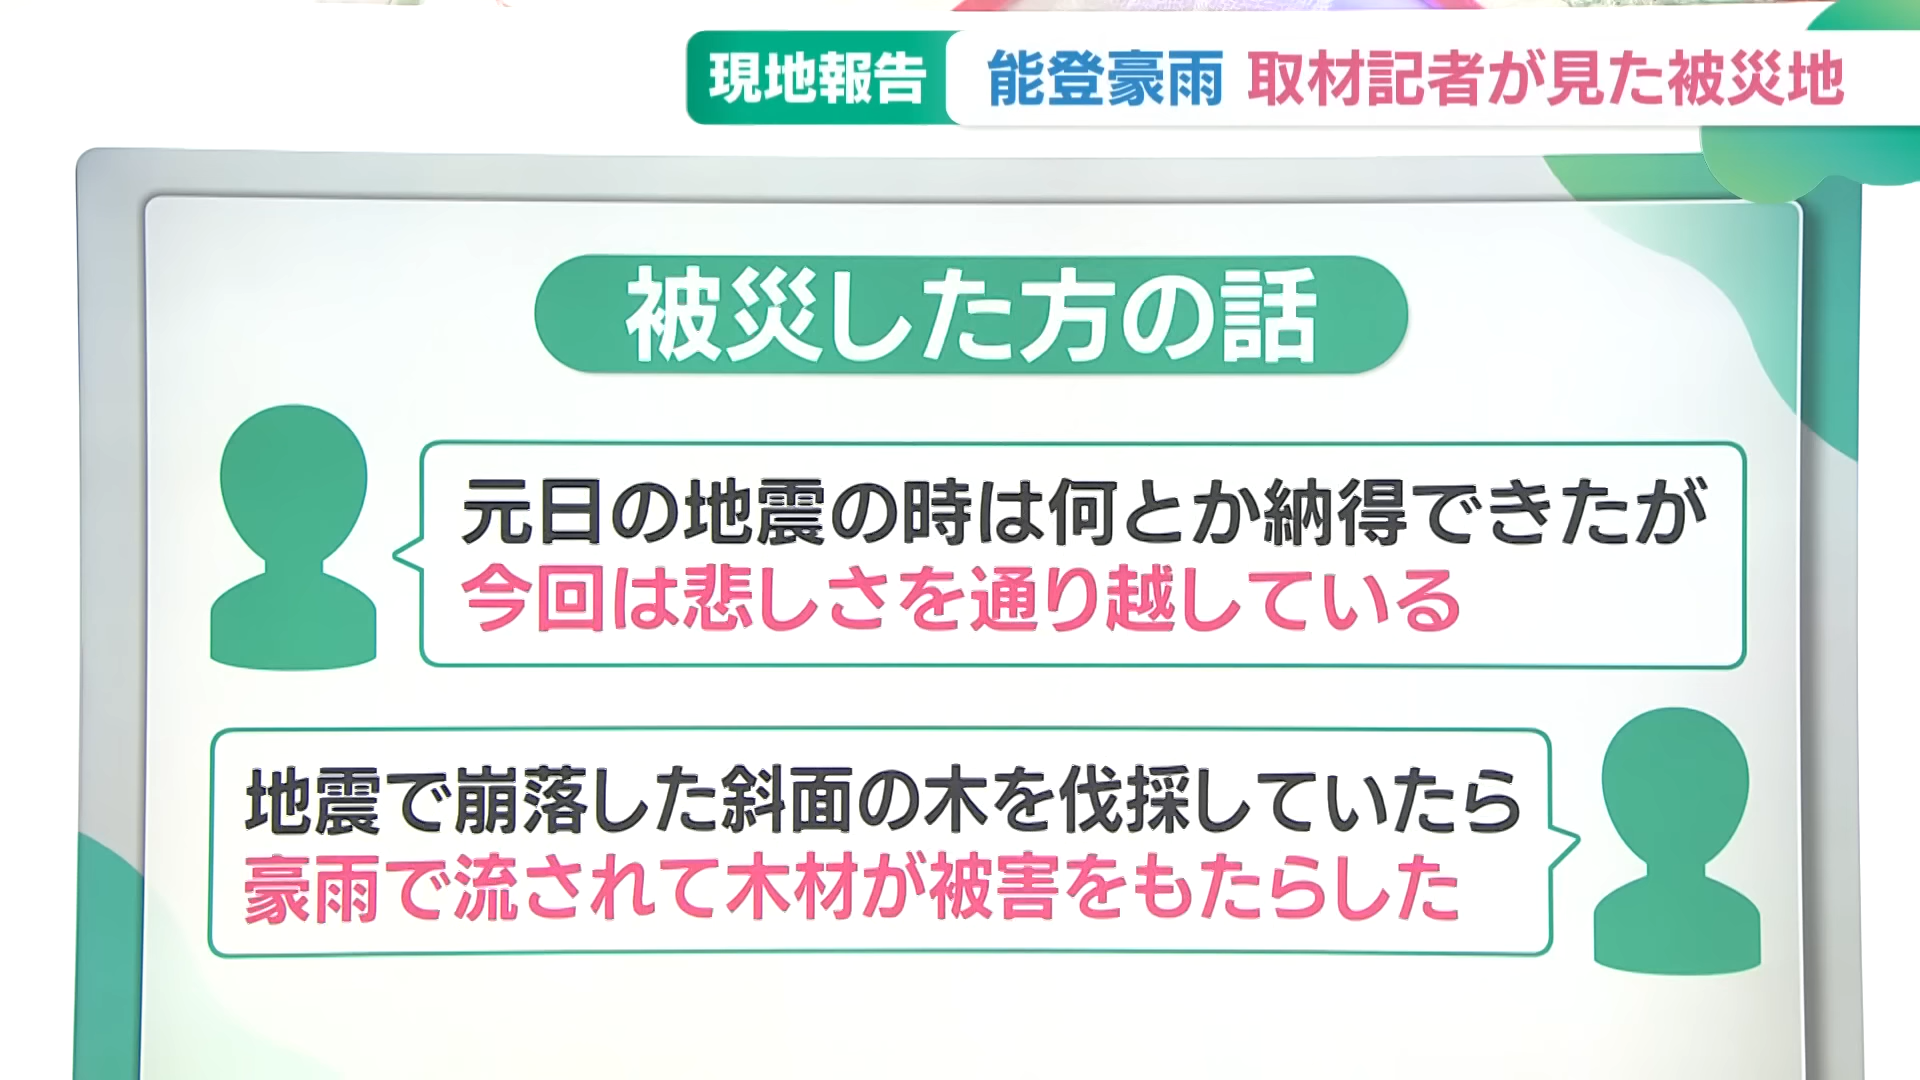 現地報告
能登豪雨 取材記者が見た被災地
被災した方の話
元日の地震の時は何とか納得できたが
今回は悲しさを通り越している
地震で崩落した斜面の木を伐採していたら
豪雨で流されて木材が被害をもたらした